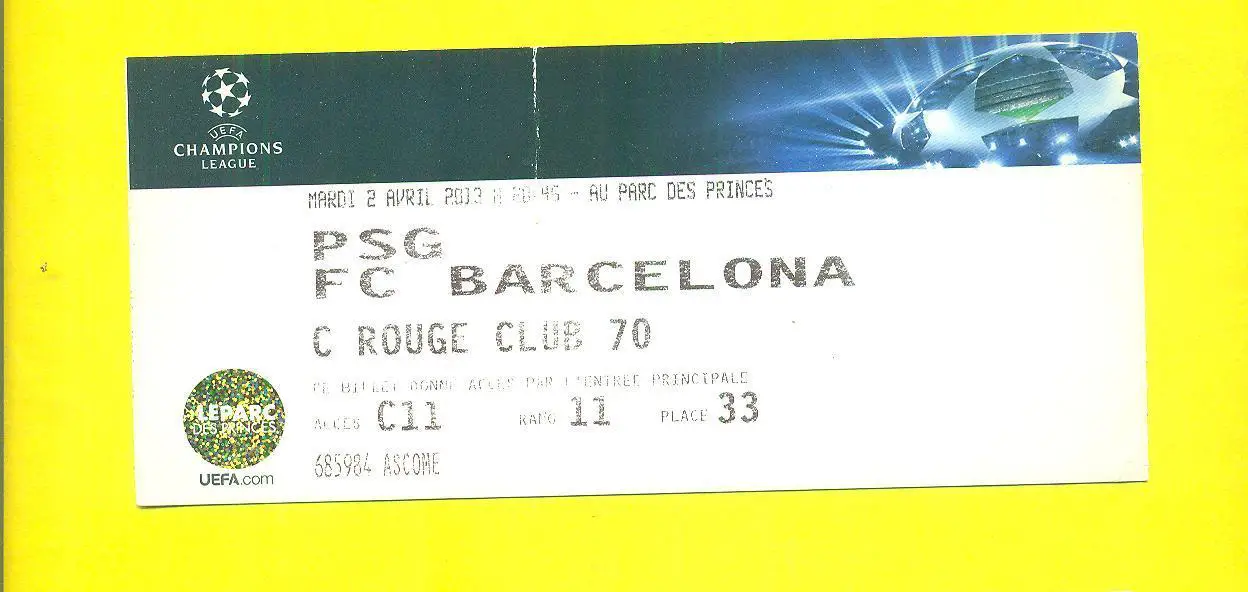 UEFA
CHAMPIONS
LEAGUE
MARDI 2 AVRIL 2013 A 20:45 - AU PARC DES PRINCES
PSG
FC BARCELONA
C ROUGE CLUB 70
CE BILLET DONNE ACCES PAR L'ENTREE PRINCIPALE
ACCES C11 RANG 11 PLACE 33
LEPARC
DES PRINCES
685984 ASCOME
UEFA.com